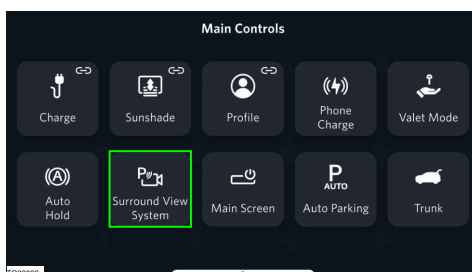 Main Controls
Charge
Sunshade
Profile
Phone
Charge
Valet Mode
(A)
Auto
Hold
P
Surround View
System
Main Screen
P
AUTO
Auto Parking
Trunk